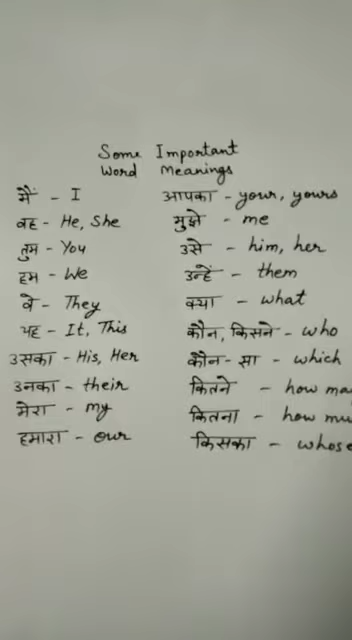 Some Important
Word Meanings
मैं - I
वह - He, She
तुम - You
हम - We
वे - They
यह - It, This
उसका - His, Her
उनका - their
मेरा - my
हमारा - our
आपका - your, yours
मुझे - me
उसे - him, her
उन्हें - them
क्या - what
कौन, किसने - who
कौन-सा - which
कितने - how ma
कितना - how mu
किसका - whose